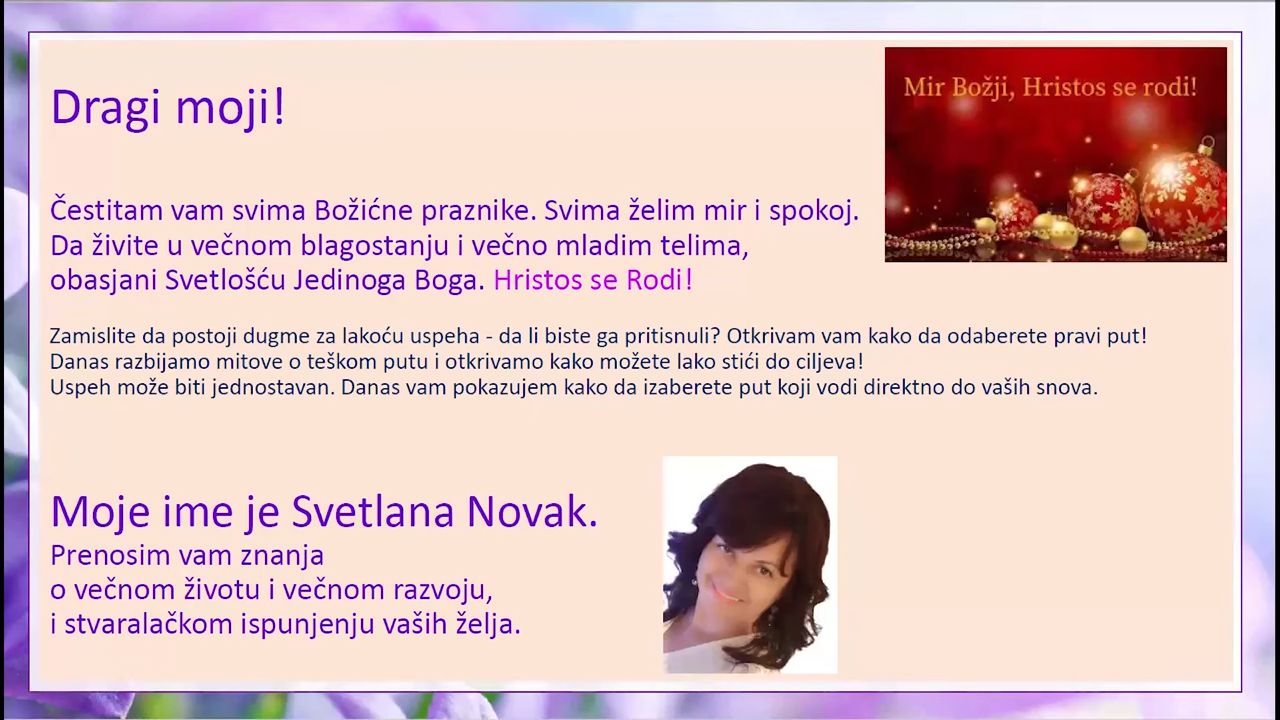 Dragi moji!
Mir Božji, Hristos se rodi!
Čestitam vam svima Božićne praznike. Svima želim mir i spokoj.
Da živite u večnom blagostanju i večno mladim telima,
obasjani Svetlošću Jedinoga Boga. Hristos se Rodi!
Zamislite da postoji dugme za lakoću uspeha - da li biste ga pritisnuli? Otkrivam vam kako da odaberete pravi put!
Danas razbijamo mitove o teškom putu i otkrivamo kako možete lako stići do ciljeva!
Uspeh može biti jednostavan. Danas vam pokazujem kako da izaberete put koji vodi direktno do vaših snova.
Moje ime je Svetlana Novak.
Prenosim vam znanja
o večnom životu i večnom razvoju,
i stvaralačkom ispunjenju vaših želja.